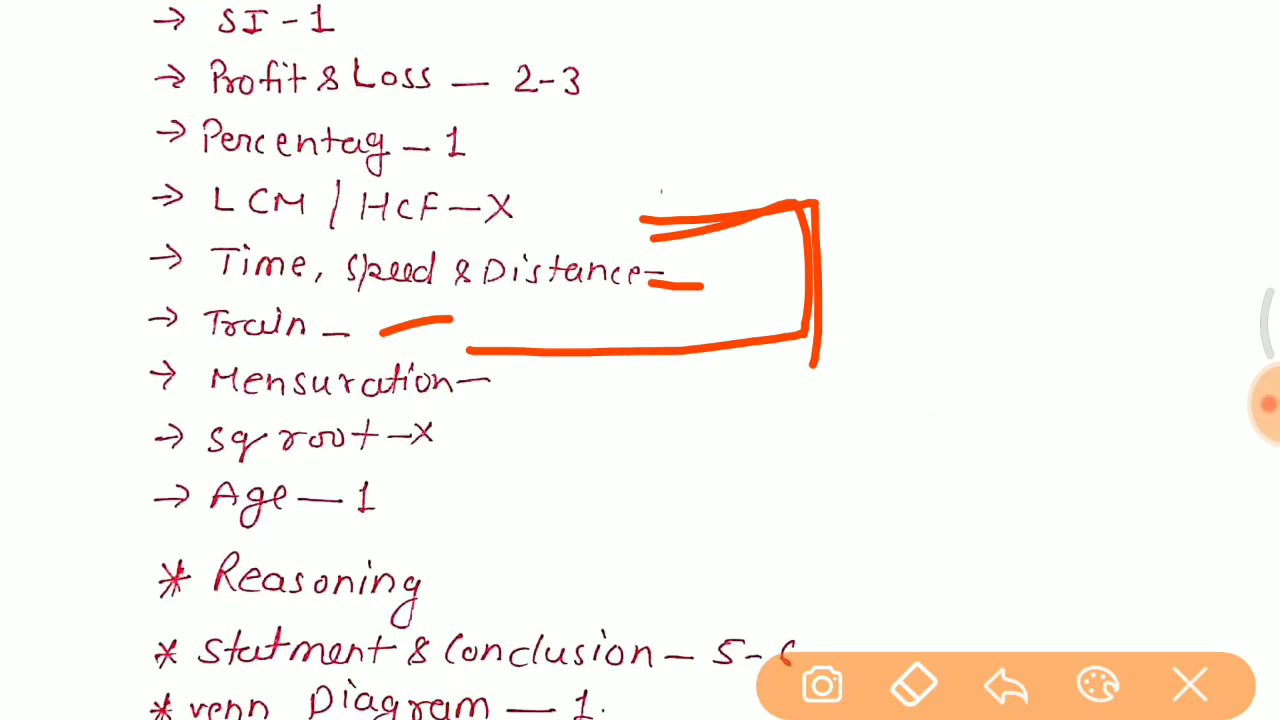 → SI - 1
→ Profit & Loss — 2-3
→ Percentag — 1
→ LCM / HCF — X
→ Time, Speed & Distance —
→ Train —
→ Mensuration —
→ sq root — X
→ Age — 1
* Reasoning
* Statment & Conclusion — 5-
* venn Diagram — 1.